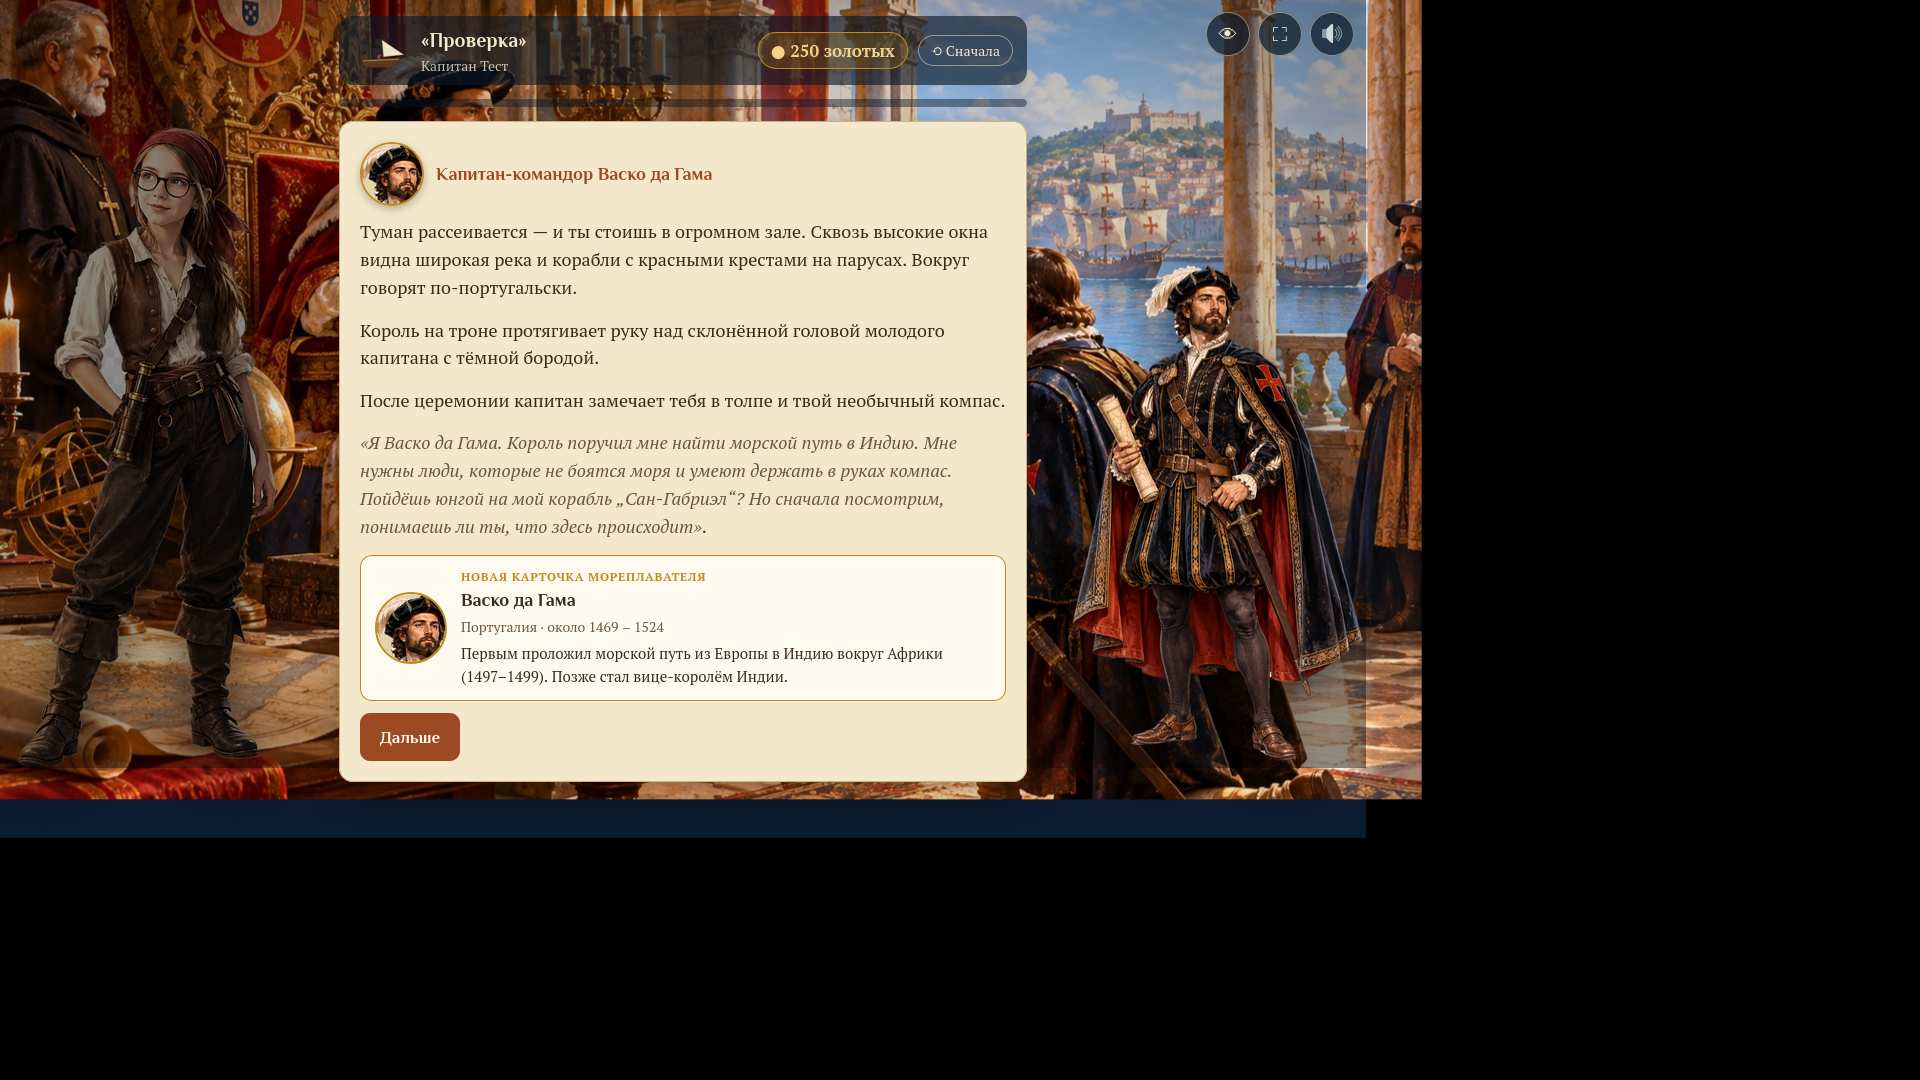 «Проверка»
Капитан Тест
250 золотых
⟲ Сначала
Капитан-командор Васко да Гама
Туман рассеивается — и ты стоишь в огромном зале. Сквозь высокие окна
видна широкая река и корабли с красными крестами на парусах. Вокруг
говорят по-португальски.
Король на троне протягивает руку над склонённой головой молодого
капитана с тёмной бородой.
После церемонии капитан замечает тебя в толпе и твой необычный компас.
«Я Васко да Гама. Король поручил мне найти морской путь в Индию. Мне
нужны люди, которые не боятся моря и умеют держать в руках компас.
Пойдёшь юнгой на мой корабль „Сан-Габриэл“? Но сначала посмотрим,
понимаешь ли ты, что здесь происходит».
НОВАЯ КАРТОЧКА МОРЕПЛАВАТЕЛЯ
Васко да Гама
Португалия · около 1469 – 1524
Первым проложил морской путь из Европы в Индию вокруг Африки
(1497–1499). Позже стал вице-королём Индии.
Дальше